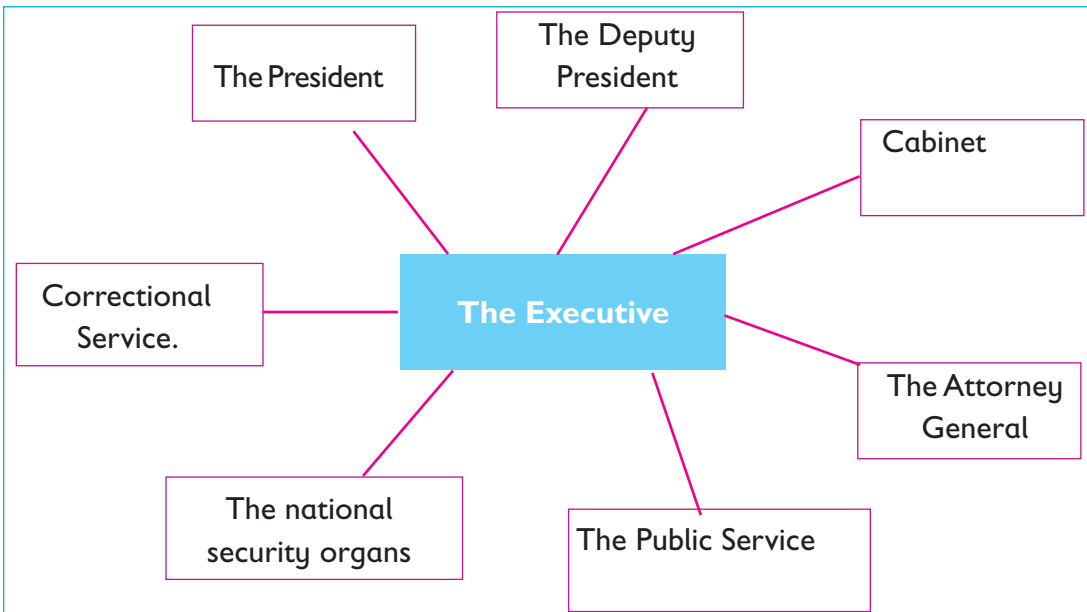 The President
The Deputy
President
Cabinet
Correctional
Service.
The Executive
The Attorney
General
The national
security organs
The Public Service